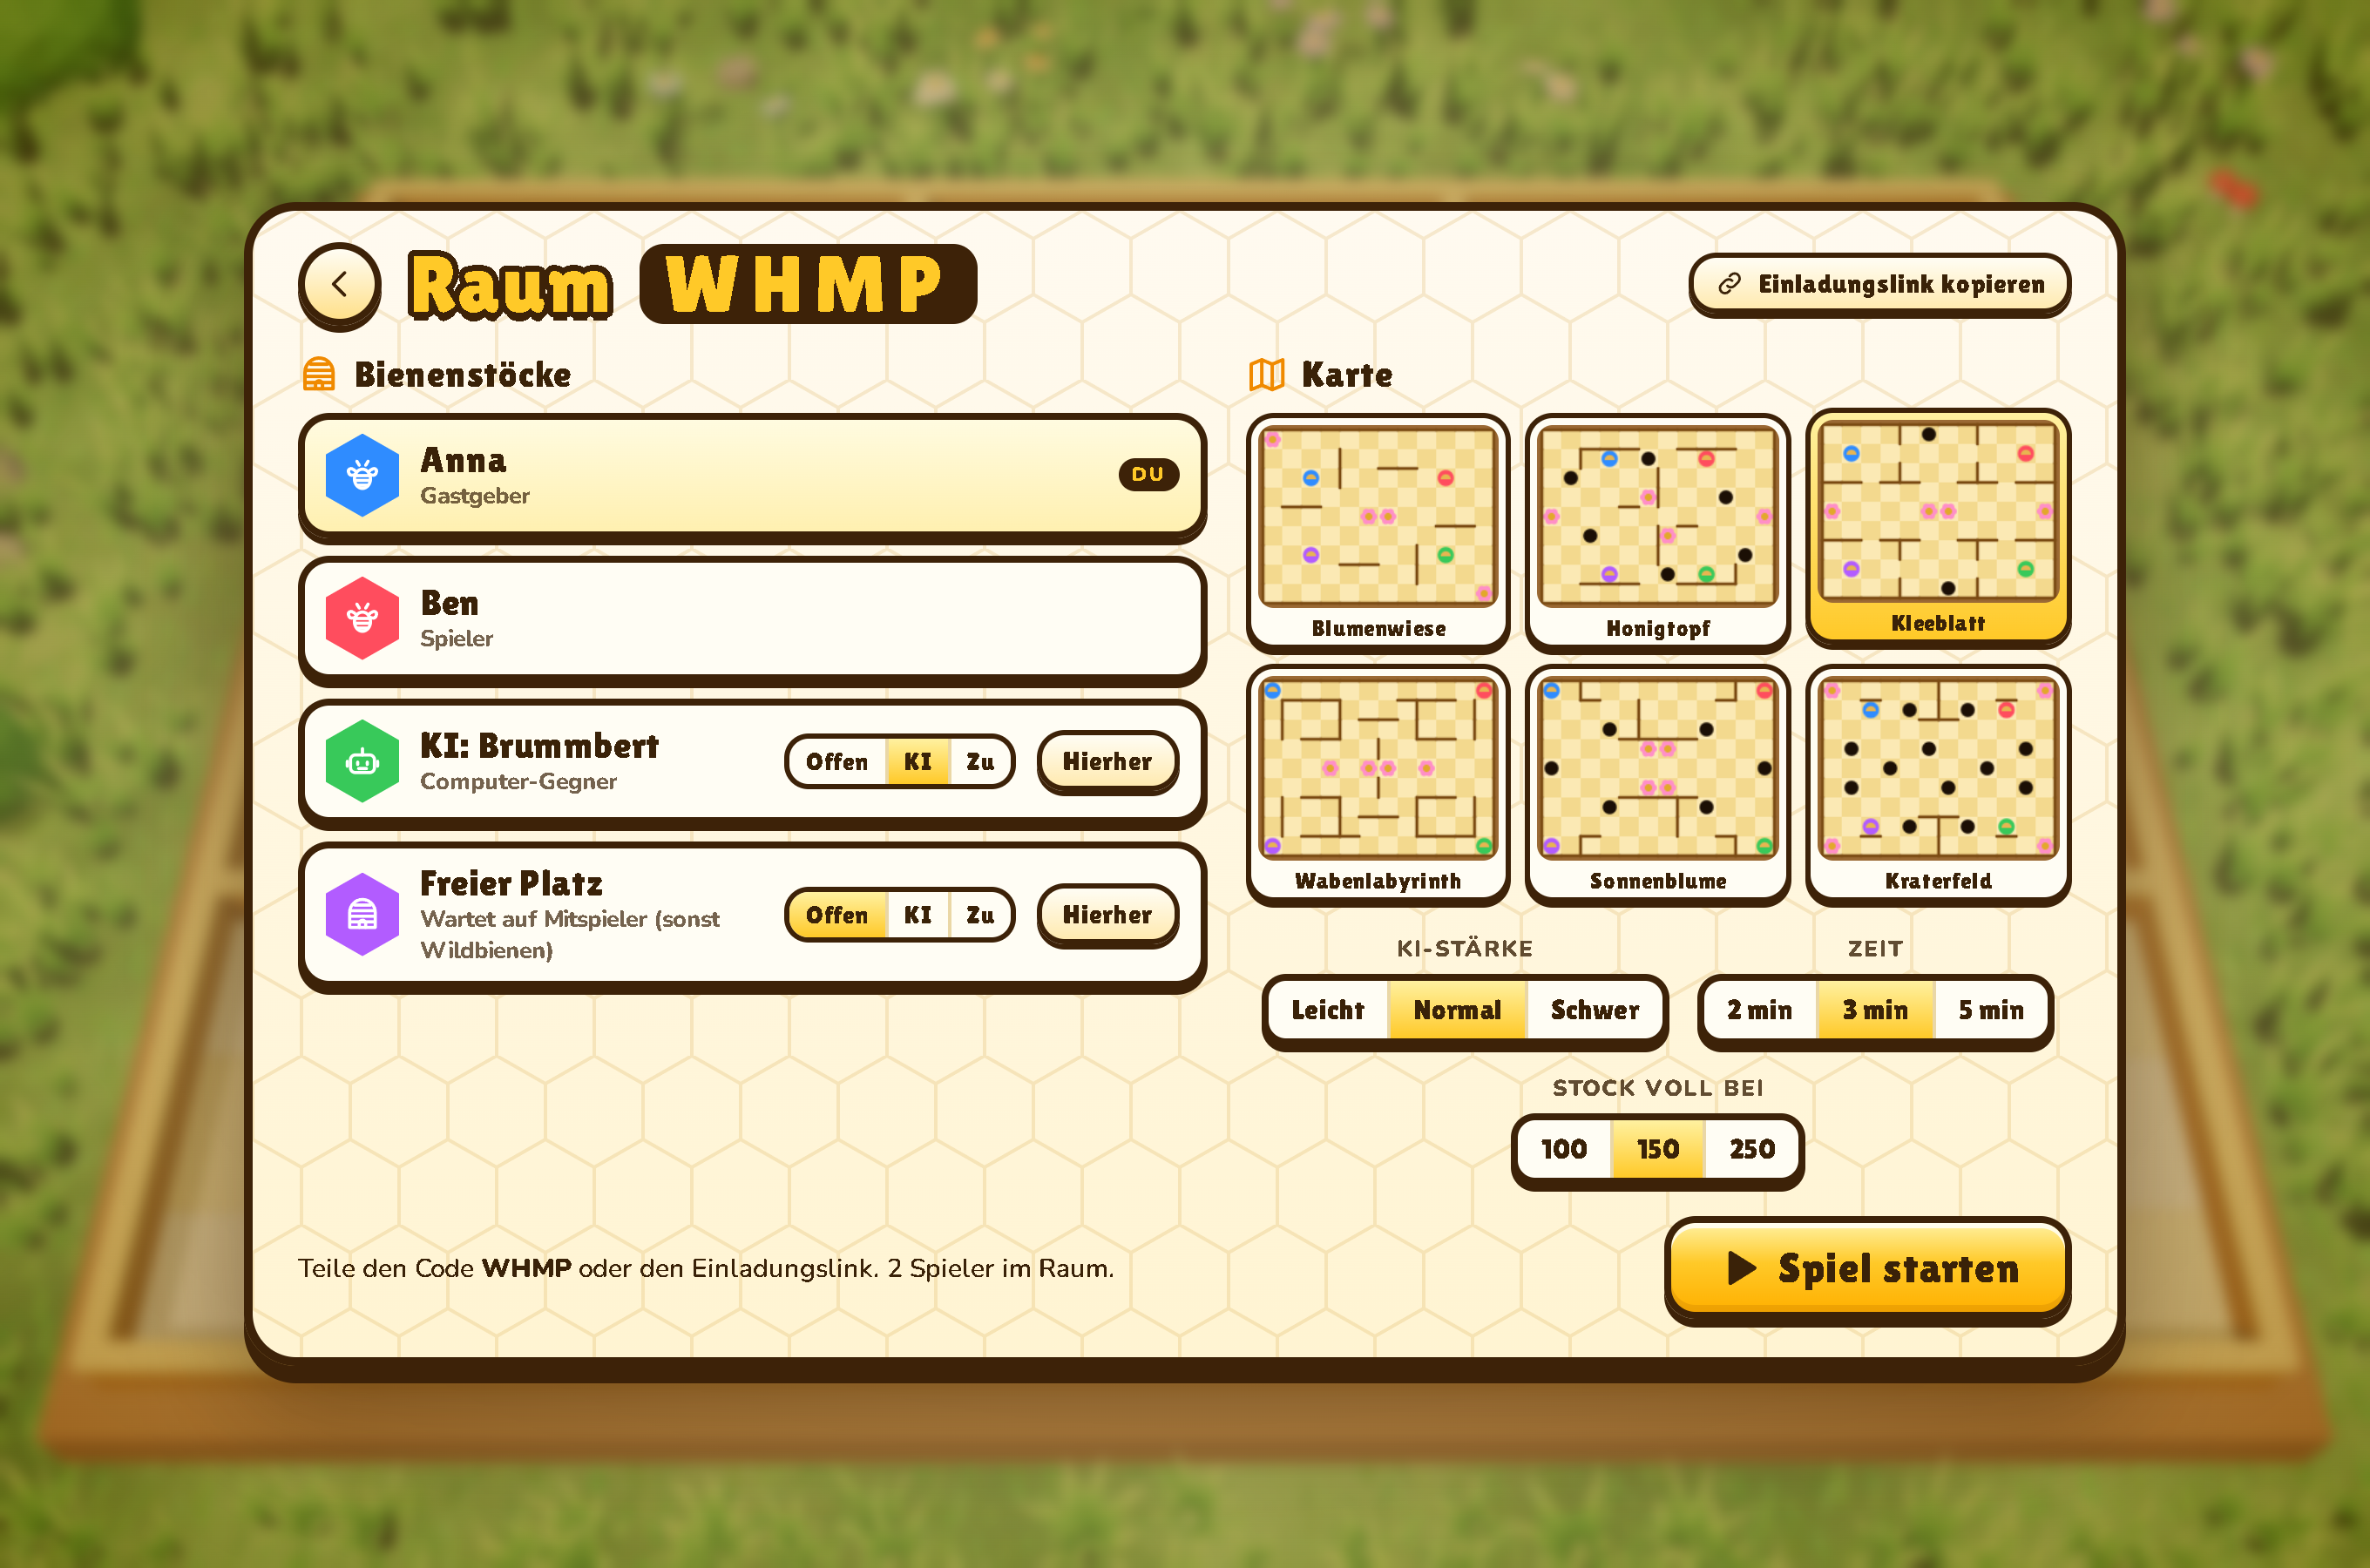 Raum WHMP
Einladungslink kopieren
Bienenstöcke
Anna
Gastgeber
DU
Ben
Spieler
KI: Brummbert
Computer-Gegner
Offen KI Zu
Hierher
Freier Platz
Wartet auf Mitspieler (sonst
Wildbienen)
Offen KI Zu
Hierher
Karte
Blumenwiese
Honigtopf
Kleeblatt
Wabenlabyrinth
Sonnenblume
Kraterfeld
KI-STÄRKE
Leicht Normal Schwer
ZEIT
2 min 3 min 5 min
STOCK VOLL BEI
100 150 250
Teile den Code WHMP oder den Einladungslink. 2 Spieler im Raum.
Spiel starten